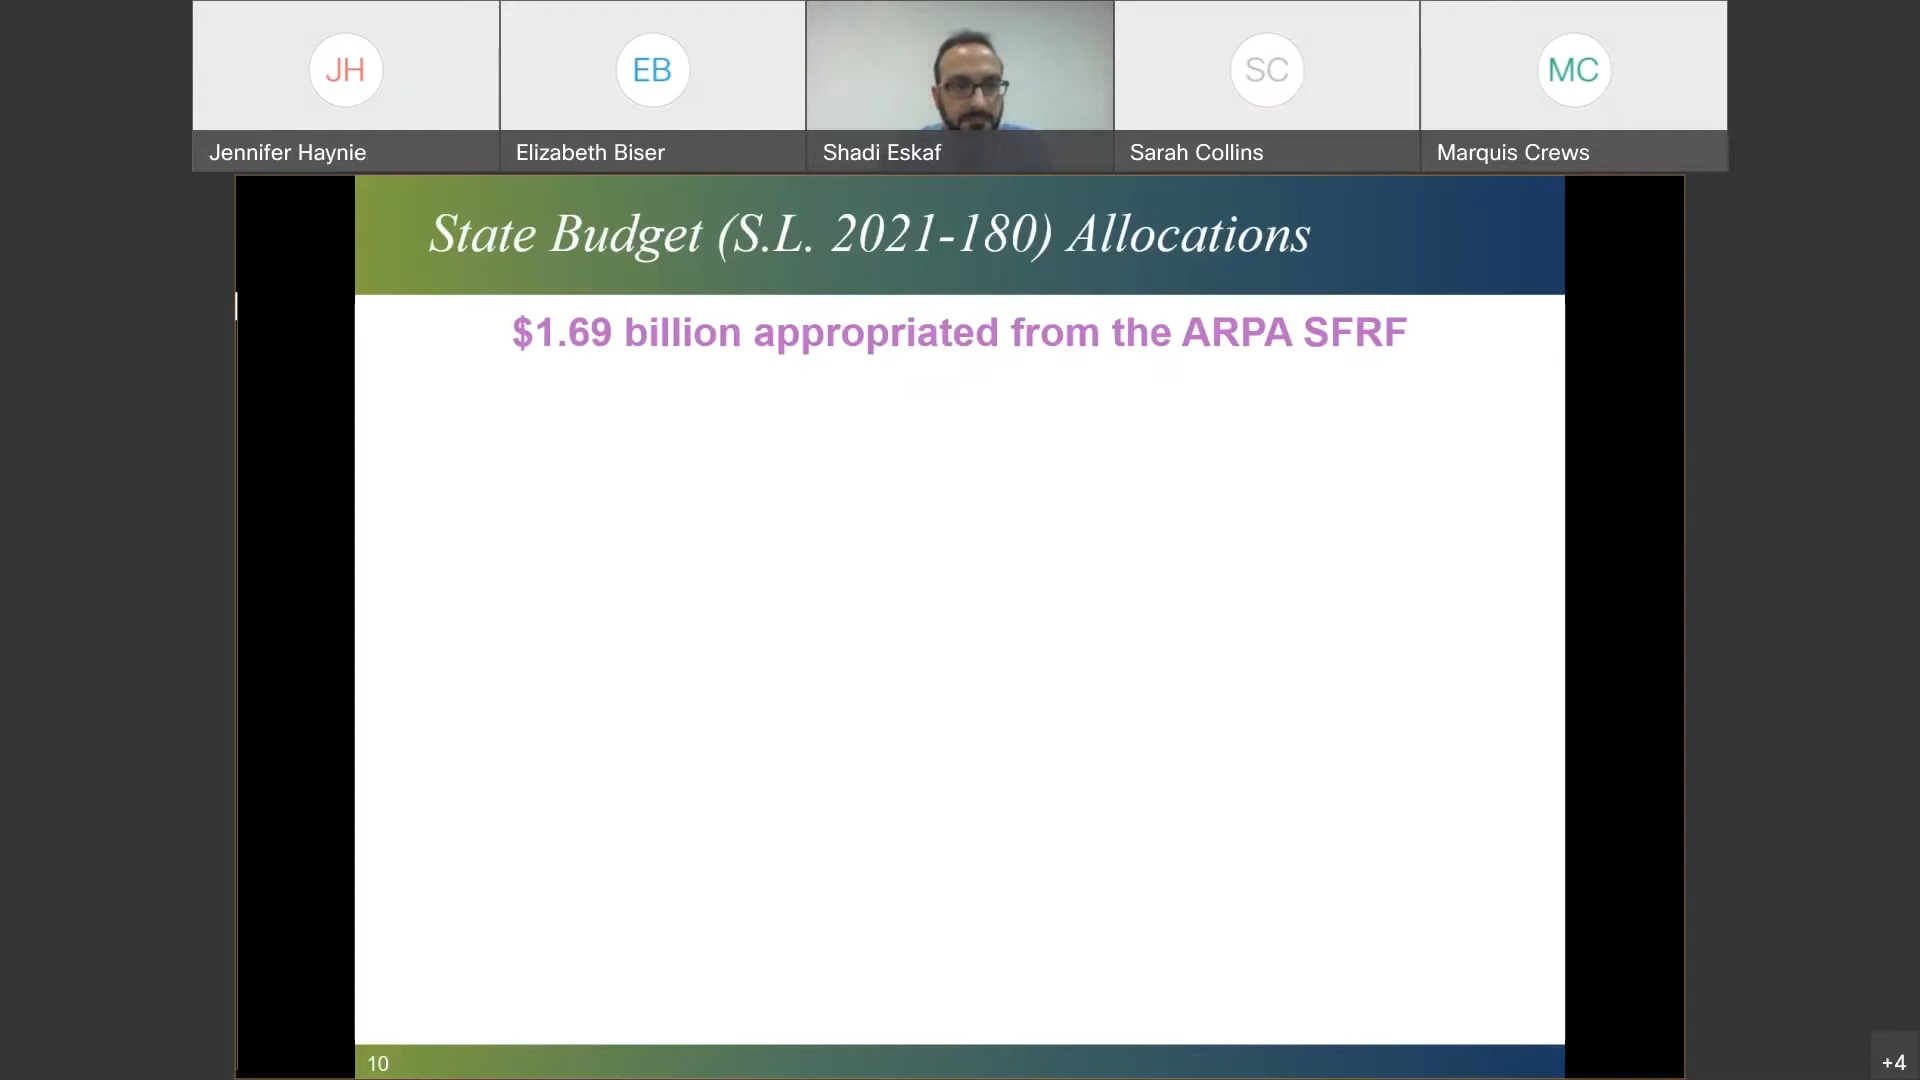 JH
EB
SC
MC
Jennifer Haynie
Elizabeth Biser
Shadi Eskaf
Sarah Collins
Marquis Crews
State Budget (S.L. 2021-180) Allocations
$1.69 billion appropriated from the ARPA SFRF
10
+4